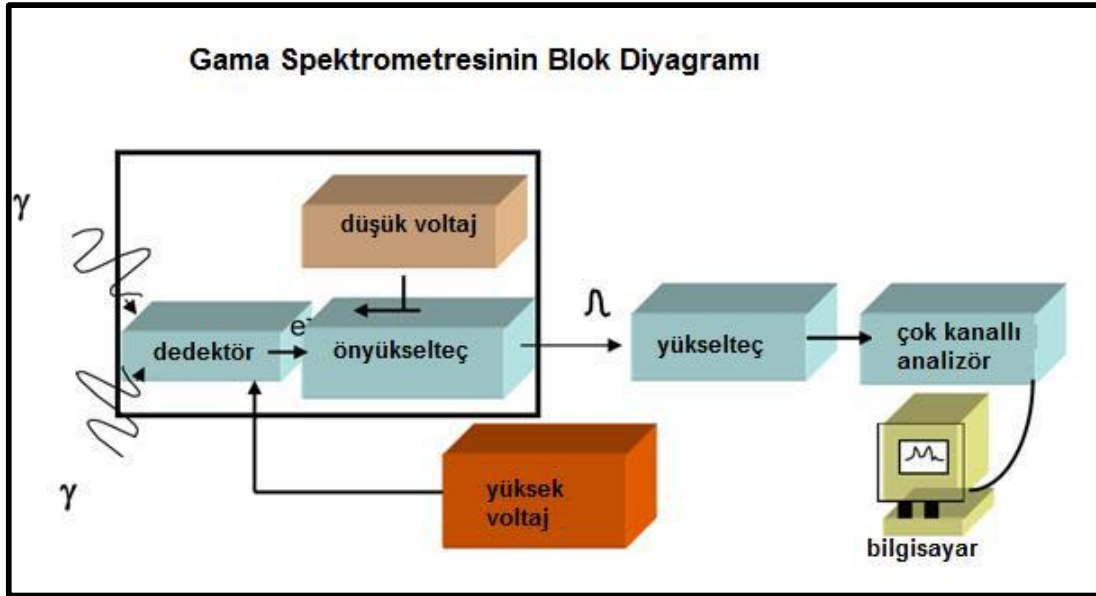 Gama Spektrometresinin Blok Diyagramı
γ
düşük voltaj
dedektör
e-
önyükselteç
yükselteç
çok kanallı
analizör
γ
yüksek
voltaj
bilgisayar